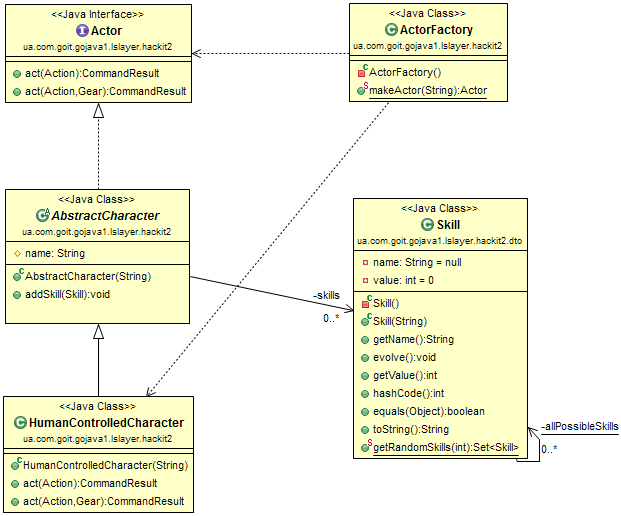 <<Java Interface>>
Actor
ua.com.goit.gojava1.lslayer.hackit2
act(Action):CommandResult
act(Action,Gear):CommandResult
<<Java Class>>
ActorFactory
ua.com.goit.gojava1.lslayer.hackit2
ActorFactory()
makeActor(String):Actor
<<Java Class>>
AbstractCharacter
ua.com.goit.gojava1.lslayer.hackit2
name: String
AbstractCharacter(String)
addSkill(Skill):void
-skills
0..*
<<Java Class>>
Skill
ua.com.goit.gojava1.lslayer.hackit2.dto
name: String = null
value: int = 0
Skill()
Skill(String)
getName():String
evolve():void
getValue():int
hashCode():int
equals(Object):boolean
toString():String
getRandomSkills(int):Set<Skill>
-allPossibleSkills
0..*
<<Java Class>>
HumanControlledCharacter
ua.com.goit.gojava1.lslayer.hackit2
HumanControlledCharacter(String)
act(Action):CommandResult
act(Action,Gear):CommandResult